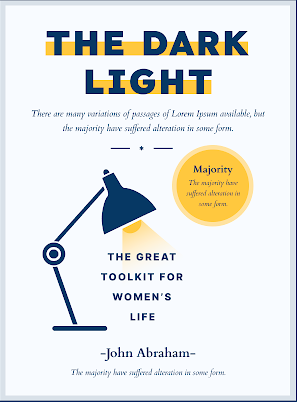 THE DARK
LIGHT
There are many variations of passages of Lorem Ipsum available, but
the majority have suffered alteration in some form.
Majority
The majority have
suffered alteration in
some form.
THE GREAT
TOOLKIT FOR
WOMEN'S
LIFE
-John Abraham-
The majority have suffered alteration in some form.